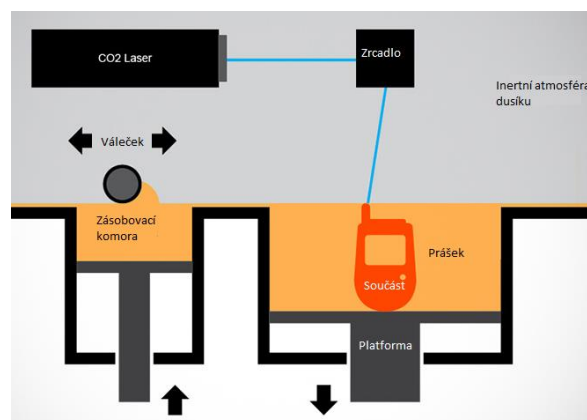 CO2 Laser
Zrcadlo
Inertní atmosféra
dusíku
Váleček
Zásobovací
komora
Prášek
Součást
Platforma